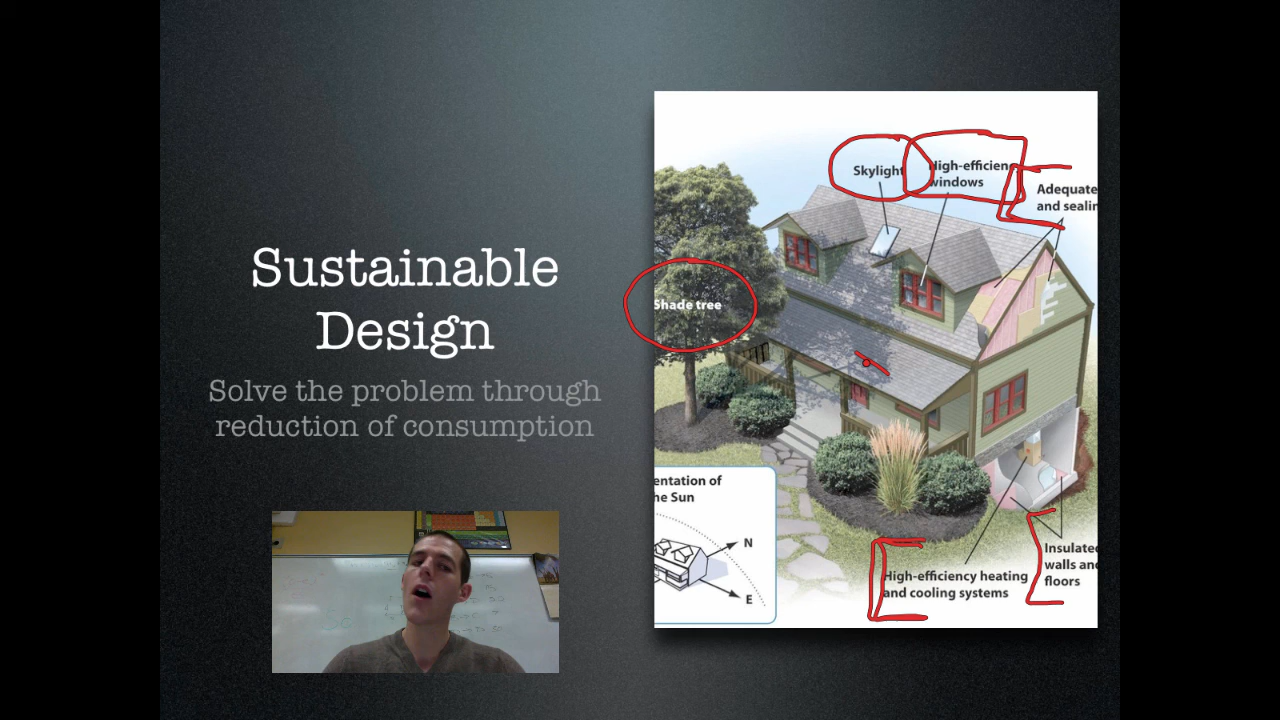 Sustainable
Design
Solve the problem through
reduction of consumption
Skylight
High-efficien
windows
Adequate
and sealin
Shade tree
entation of
he Sun
N
E
High-efficiency heating
and cooling systems
Insulated
walls and
floors